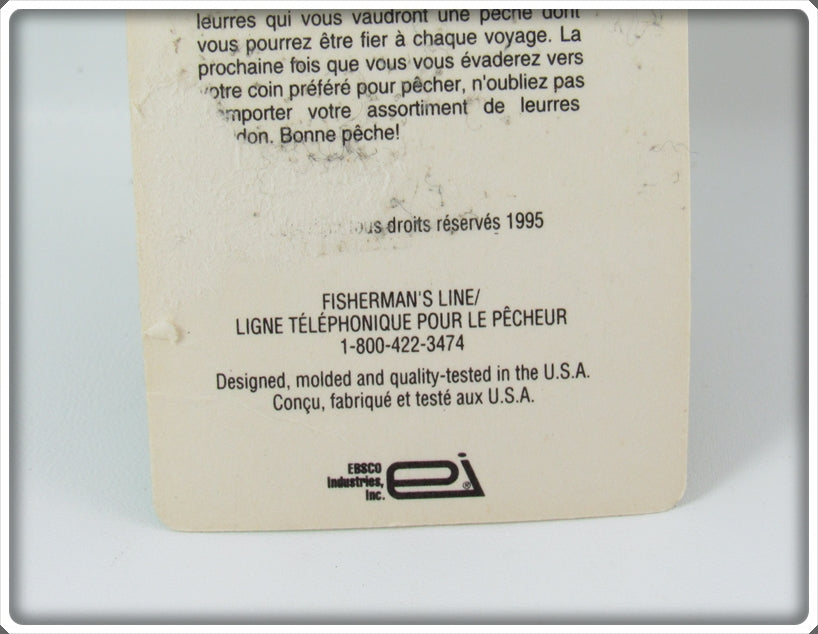 leurres qui vous vaudront une pêche dont
vous pourrez être fier à chaque voyage. La
prochaine fois que vous vous évaderez vers
votre coin préféré pour pêcher, n'oubliez pas
mporter votre assortiment de leurres
don. Bonne pêche!
ous droits réservés 1995
FISHERMAN'S LINE/
LIGNE TÉLÉPHONIQUE POUR LE PÊCHEUR
1-800-422-3474
Designed, molded and quality-tested in the U.S.A.
Conçu, fabriqué et testé aux U.S.A.
EBSCO
Industries,
Inc.
ei®